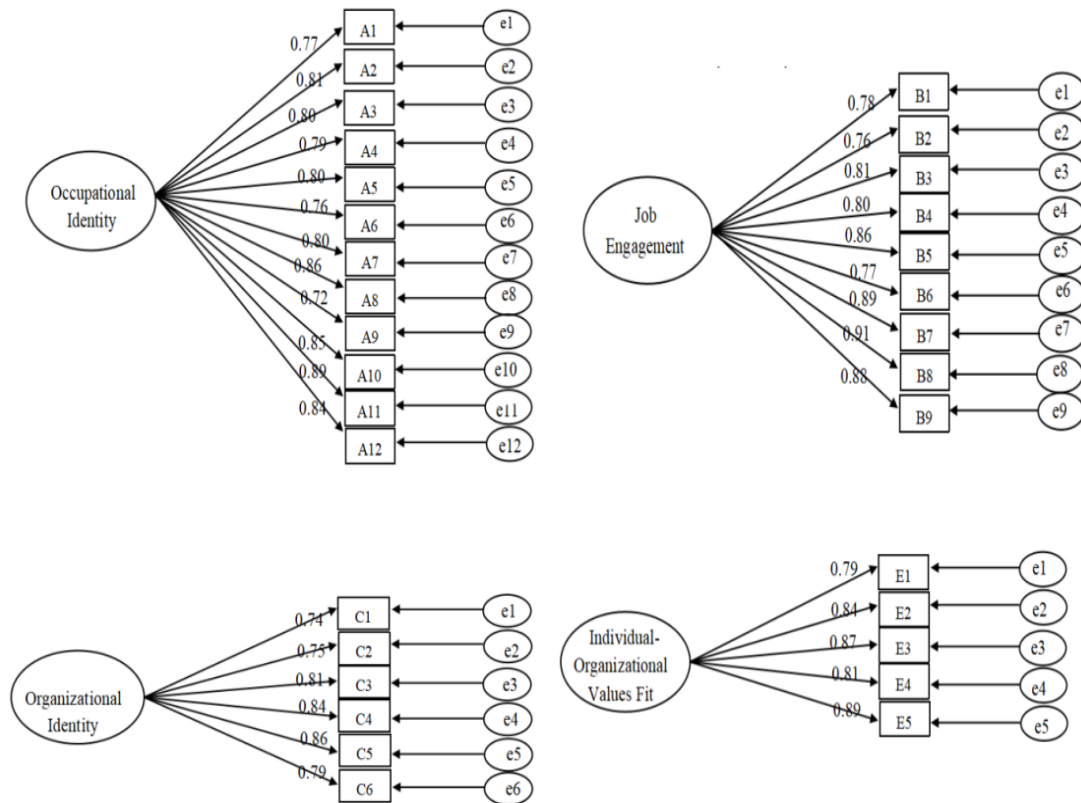 Occupational
Identity
0.77
0.81
0.80
0.79
0.80
0.76
0.80
0.86
0.72
0.85
0.89
0.84
A1
A2
A3
A4
A5
A6
A7
A8
A9
A10
A11
A12
e1
e2
e3
e4
e5
e6
e7
e8
e9
e10
e11
e12
Job
Engagement
0.78
0.76
0.81
0.80
0.86
0.77
0.89
0.91
0.88
B1
B2
B3
B4
B5
B6
B7
B8
B9
e1
e2
e3
e4
e5
e6
e7
e8
e9
Organizational
Identity
0.74
0.75
0.81
0.84
0.86
0.79
C1
C2
C3
C4
C5
C6
e1
e2
e3
e4
e5
e6
Individual-
Organizational
Values Fit
0.79
0.84
0.87
0.81
0.89
E1
E2
E3
E4
E5
e1
e2
e3
e4
e5